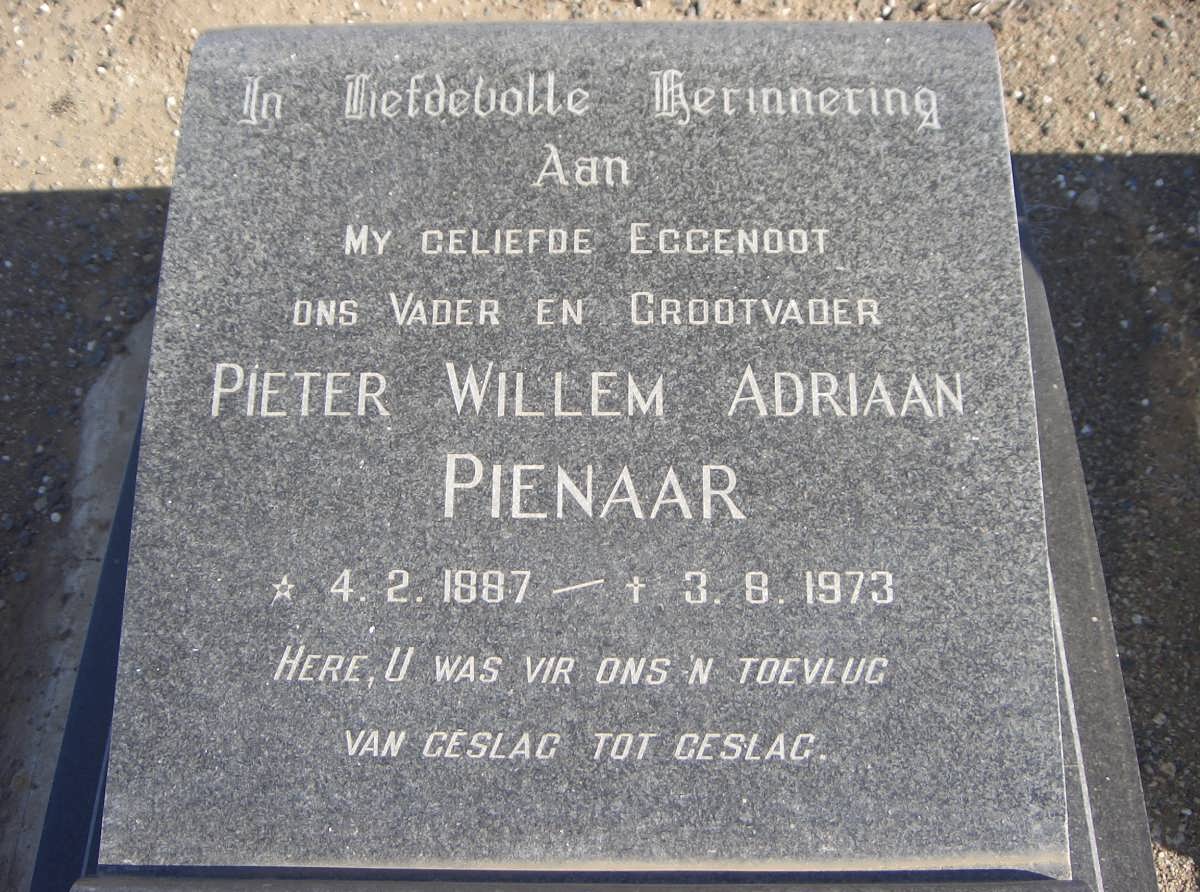 In Liefdevolle Herinnering
Aan
MY GELIEFDE EGGENOOT
ONS VADER EN GROOTVADER
PIETER WILLEM ADRIAAN
PIENAAR
☆ 4.2.1887 — † 3.8.1973
HERE, U WAS VIR ONS 'N TOEVLUG
VAN GESLAG TOT GESLAG.